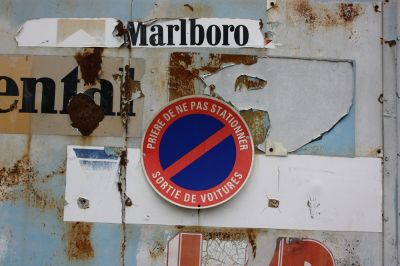 Marlboro
ental
PRIERE DE NE PAS STATIONNER
SORTIE DE VOITURES